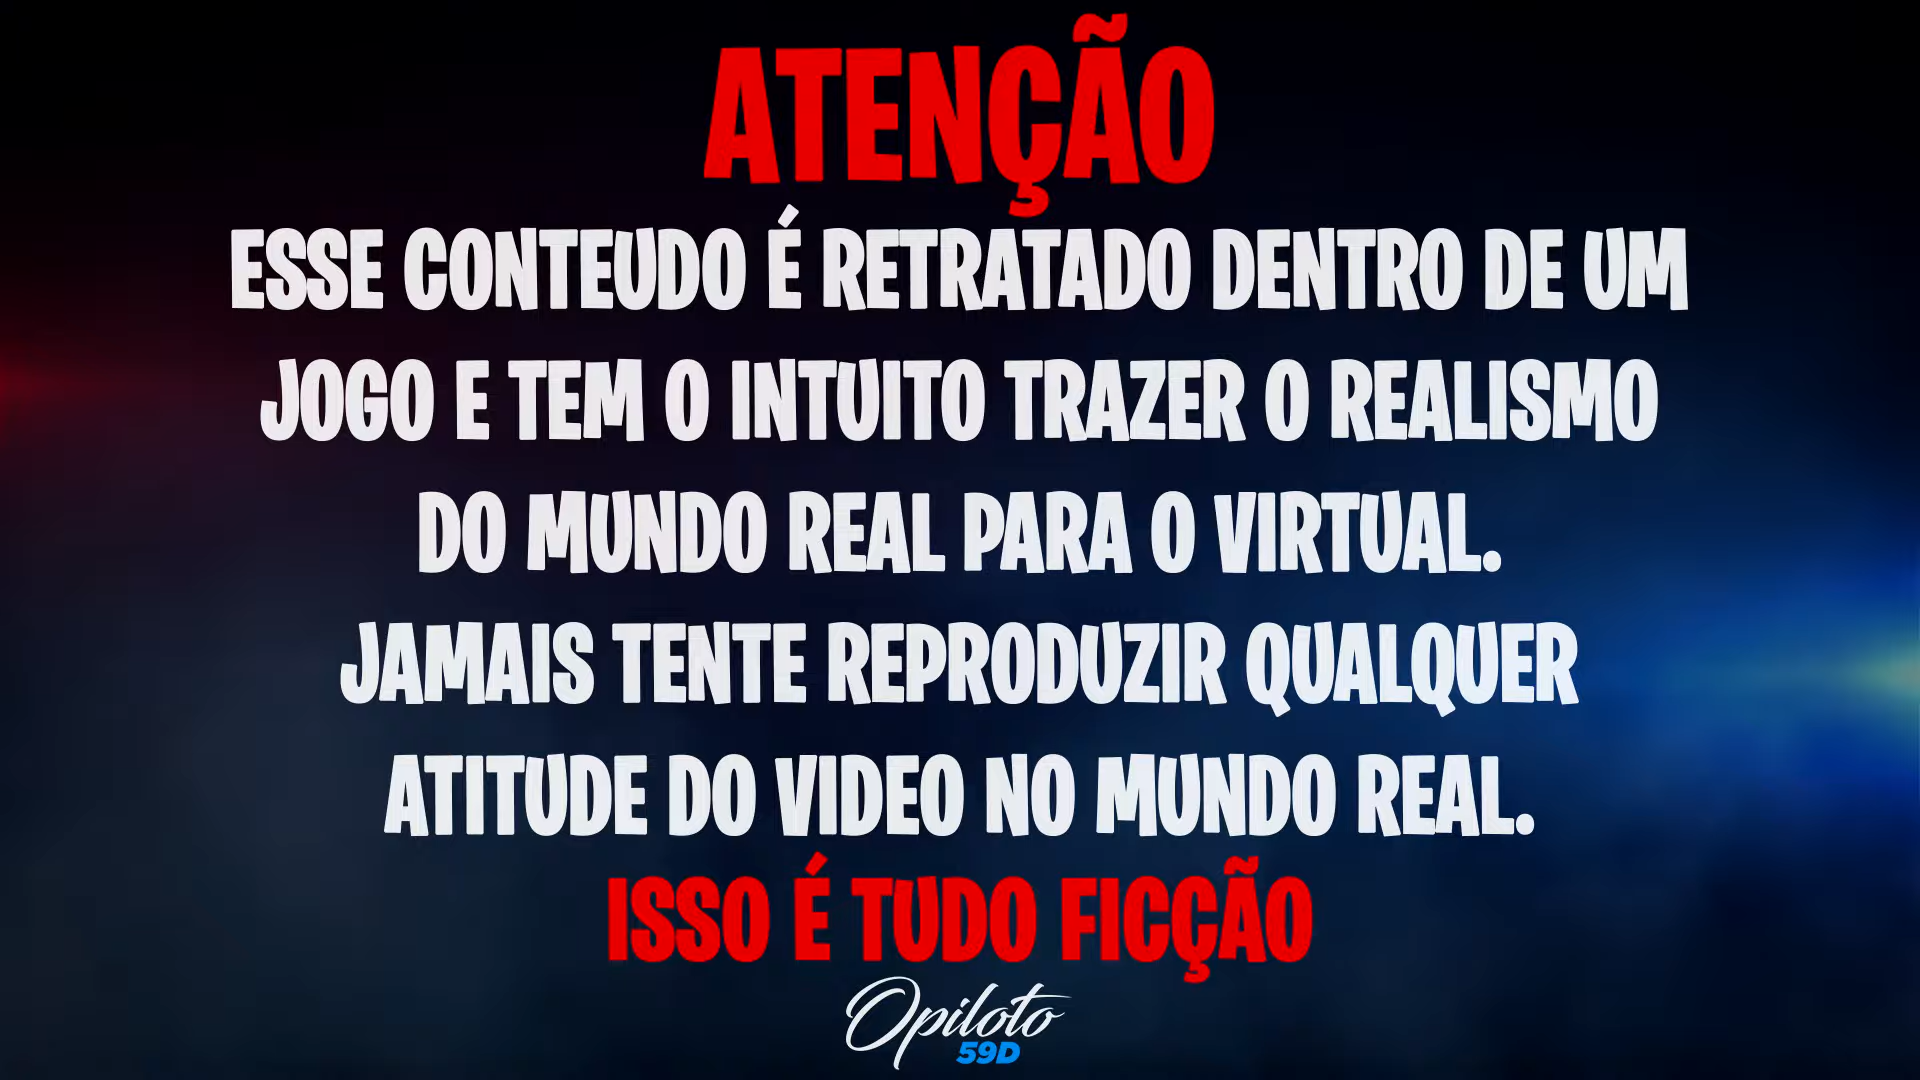 ATENÇÃO
ESSE CONTEUDO É RETRATADO DENTRO DE UM
JOGO E TEM O INTUITO TRAZER O REALISMO
DO MUNDO REAL PARA O VIRTUAL.
JAMAIS TENTE REPRODUZIR QUALQUER
ATITUDE DO VIDEO NO MUNDO REAL.
ISSO É TUDO FICÇÃO
Opiloto
59D